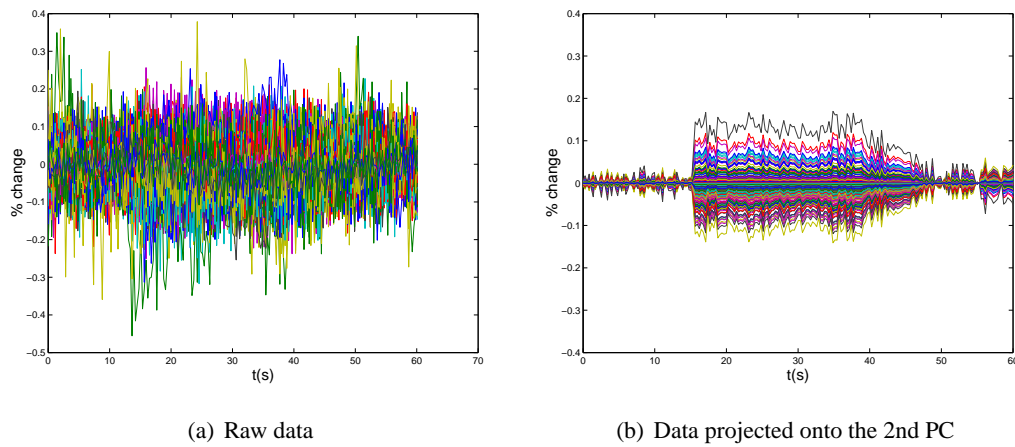 0.4
0.3
0.2
0.1
0
−0.1
−0.2
−0.3
−0.4
−0.5
0 10 20 30 40 50 60 70
% change
t(s)
(a) Raw data
0.4
0.3
0.2
0.1
0
−0.1
−0.2
−0.3
−0.4
0 10 20 30 40 50 60
% change
t(s)
(b) Data projected onto the 2nd PC